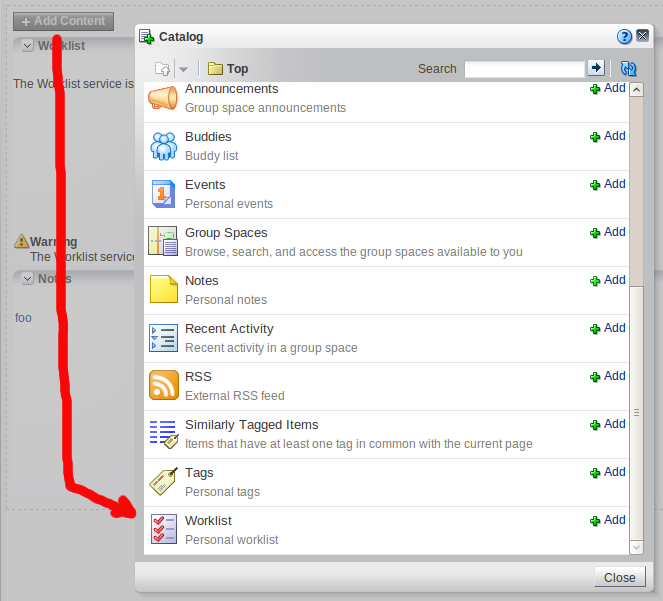 + Add Content
Worklist
The Worklist service is
Warning
The Worklist service
Notes
foo
Catalog
?
Top
Search
Announcements
Add
Group space announcements
Buddies
Add
Buddy list
Events
Add
Personal events
Group Spaces
Add
Browse, search, and access the group spaces available to you
Notes
Add
Personal notes
Recent Activity
Add
Recent activity in a group space
RSS
Add
External RSS feed
Similarly Tagged Items
Add
Items that have at least one tag in common with the current page
Tags
Add
Personal tags
Worklist
Add
Personal worklist
Close